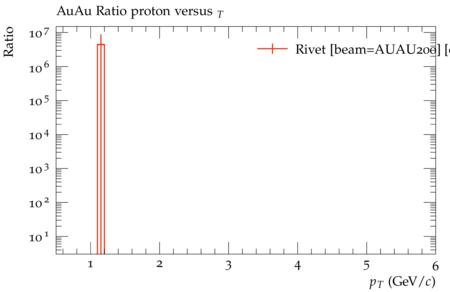 AuAu Ratio proton versus T
Ratio
10^7
10^6
10^5
10^4
10^3
10^2
10^1
Rivet [beam=AUAU200] [
1 2 3 4 5 6
p_T (GeV/c)